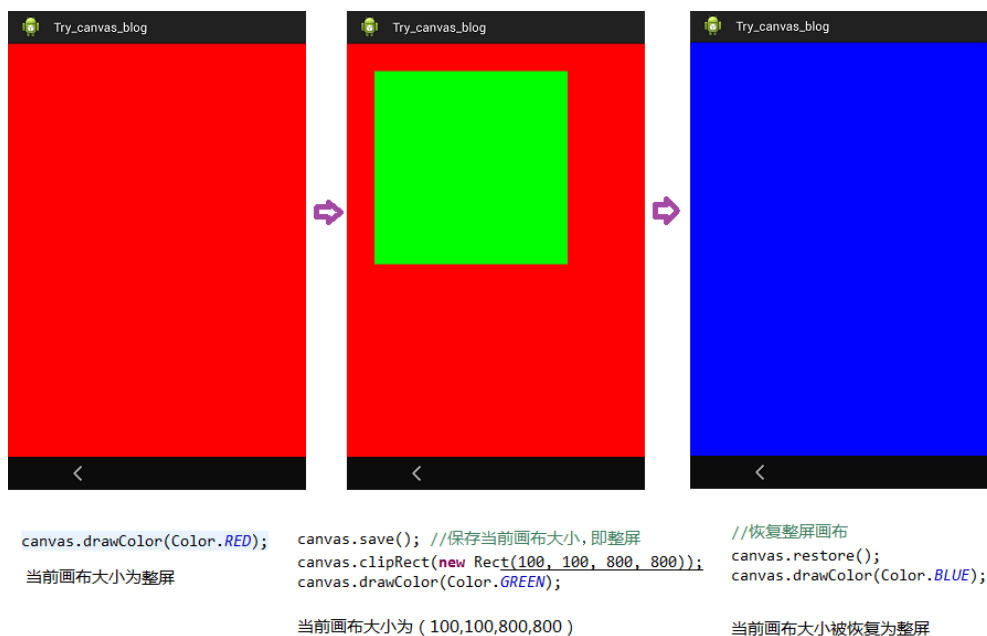 Try_canvas_blog
Try_canvas_blog
Try_canvas_blog
canvas.drawColor(Color.RED);
当前画布大小为整屏
canvas.save(); //保存当前画布大小，即整屏
canvas.clipRect(new Rect(100, 100, 800, 800));
canvas.drawColor(Color.GREEN);
当前画布大小为（100,100,800,800）
//恢复整屏画布
canvas.restore();
canvas.drawColor(Color.BLUE);
当前画布大小被恢复为整屏